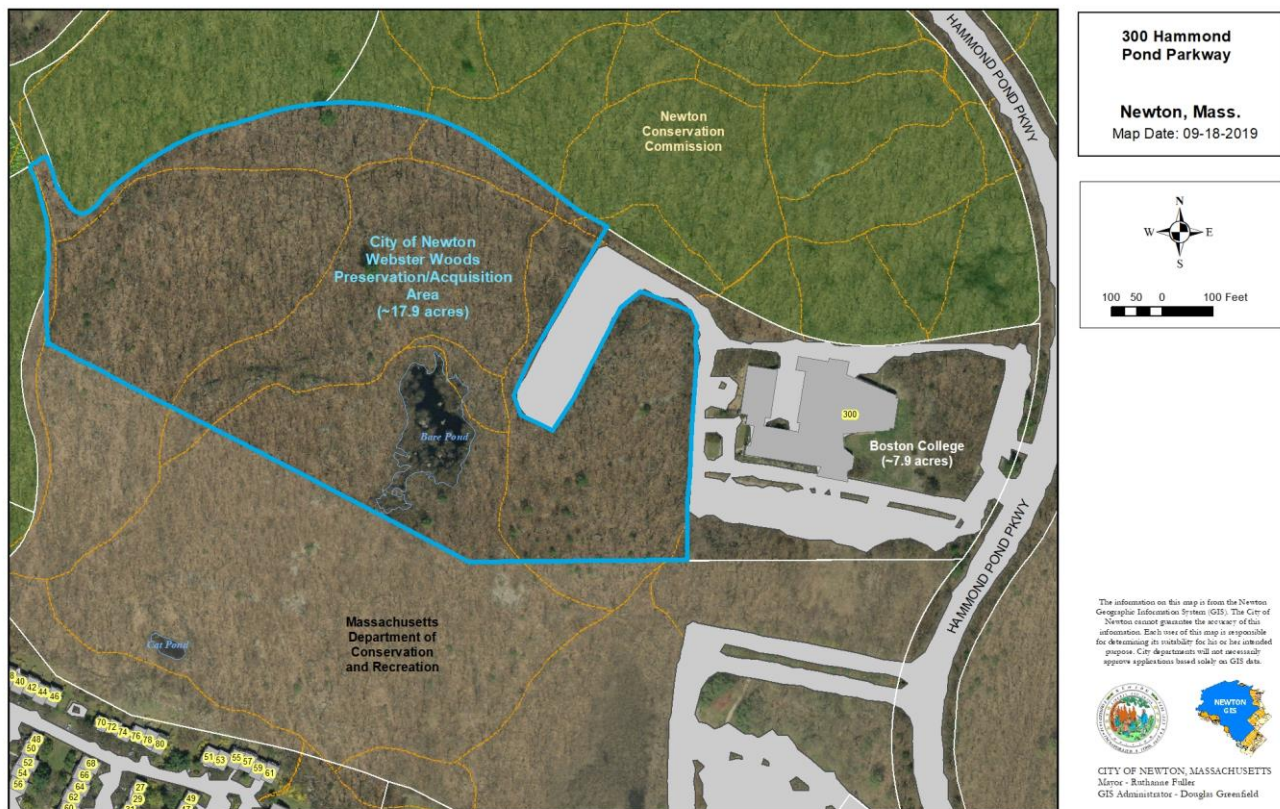 300 Hammond
Pond Parkway
Newton, Mass.
Map Date: 09-18-2019
N
W E
S
100 50 0 100 Feet
HAMMOND POND PKWY
Newton
Conservation
Commission
City of Newton
Webster Woods
Preservation/Acquisition
Area
(~17.9 acres)
Bare Pond
300
Boston College
(~7.9 acres)
HAMMOND POND PKWY
Massachusetts
Department of
Conservation
and Recreation
Cat Pond
40
42
44
46
70
72
74
76
78
80
51
53
55
57
59
61
48
50
52
54
56
68
66
64
62
60
27
29
49
The information on this map is from the Newton
Geographic Information System (GIS). The City of
Newton cannot guarantee the accuracy of this
information. Each user of this map is responsible
for determining its suitability for his or her intended
purpose. City departments will not necessarily
approve applications based solely on GIS data.
NEWTON
GIS
CITY OF NEWTON, MASSACHUSETTS
Mayor - Ruthanne Fuller
GIS Administrator - Douglas Greenfield